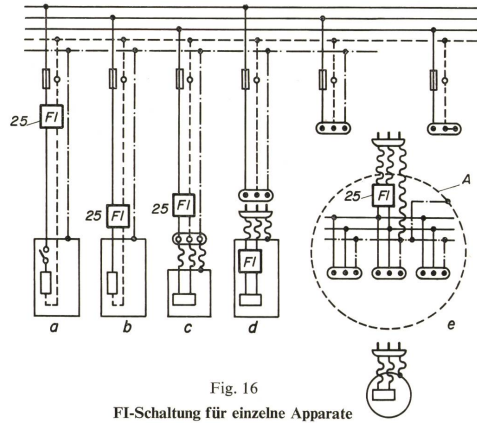 25 FI
25 FI
25 FI
FI
25 FI
A
a b c d e
Fig. 16
FI-Schaltung für einzelne Apparate